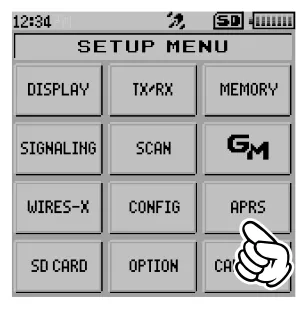 12:34 SD
SETUP MENU
DISPLAY TX/RX MEMORY
SIGNALING SCAN GM
WIRES-X CONFIG APRS
SD CARD OPTION